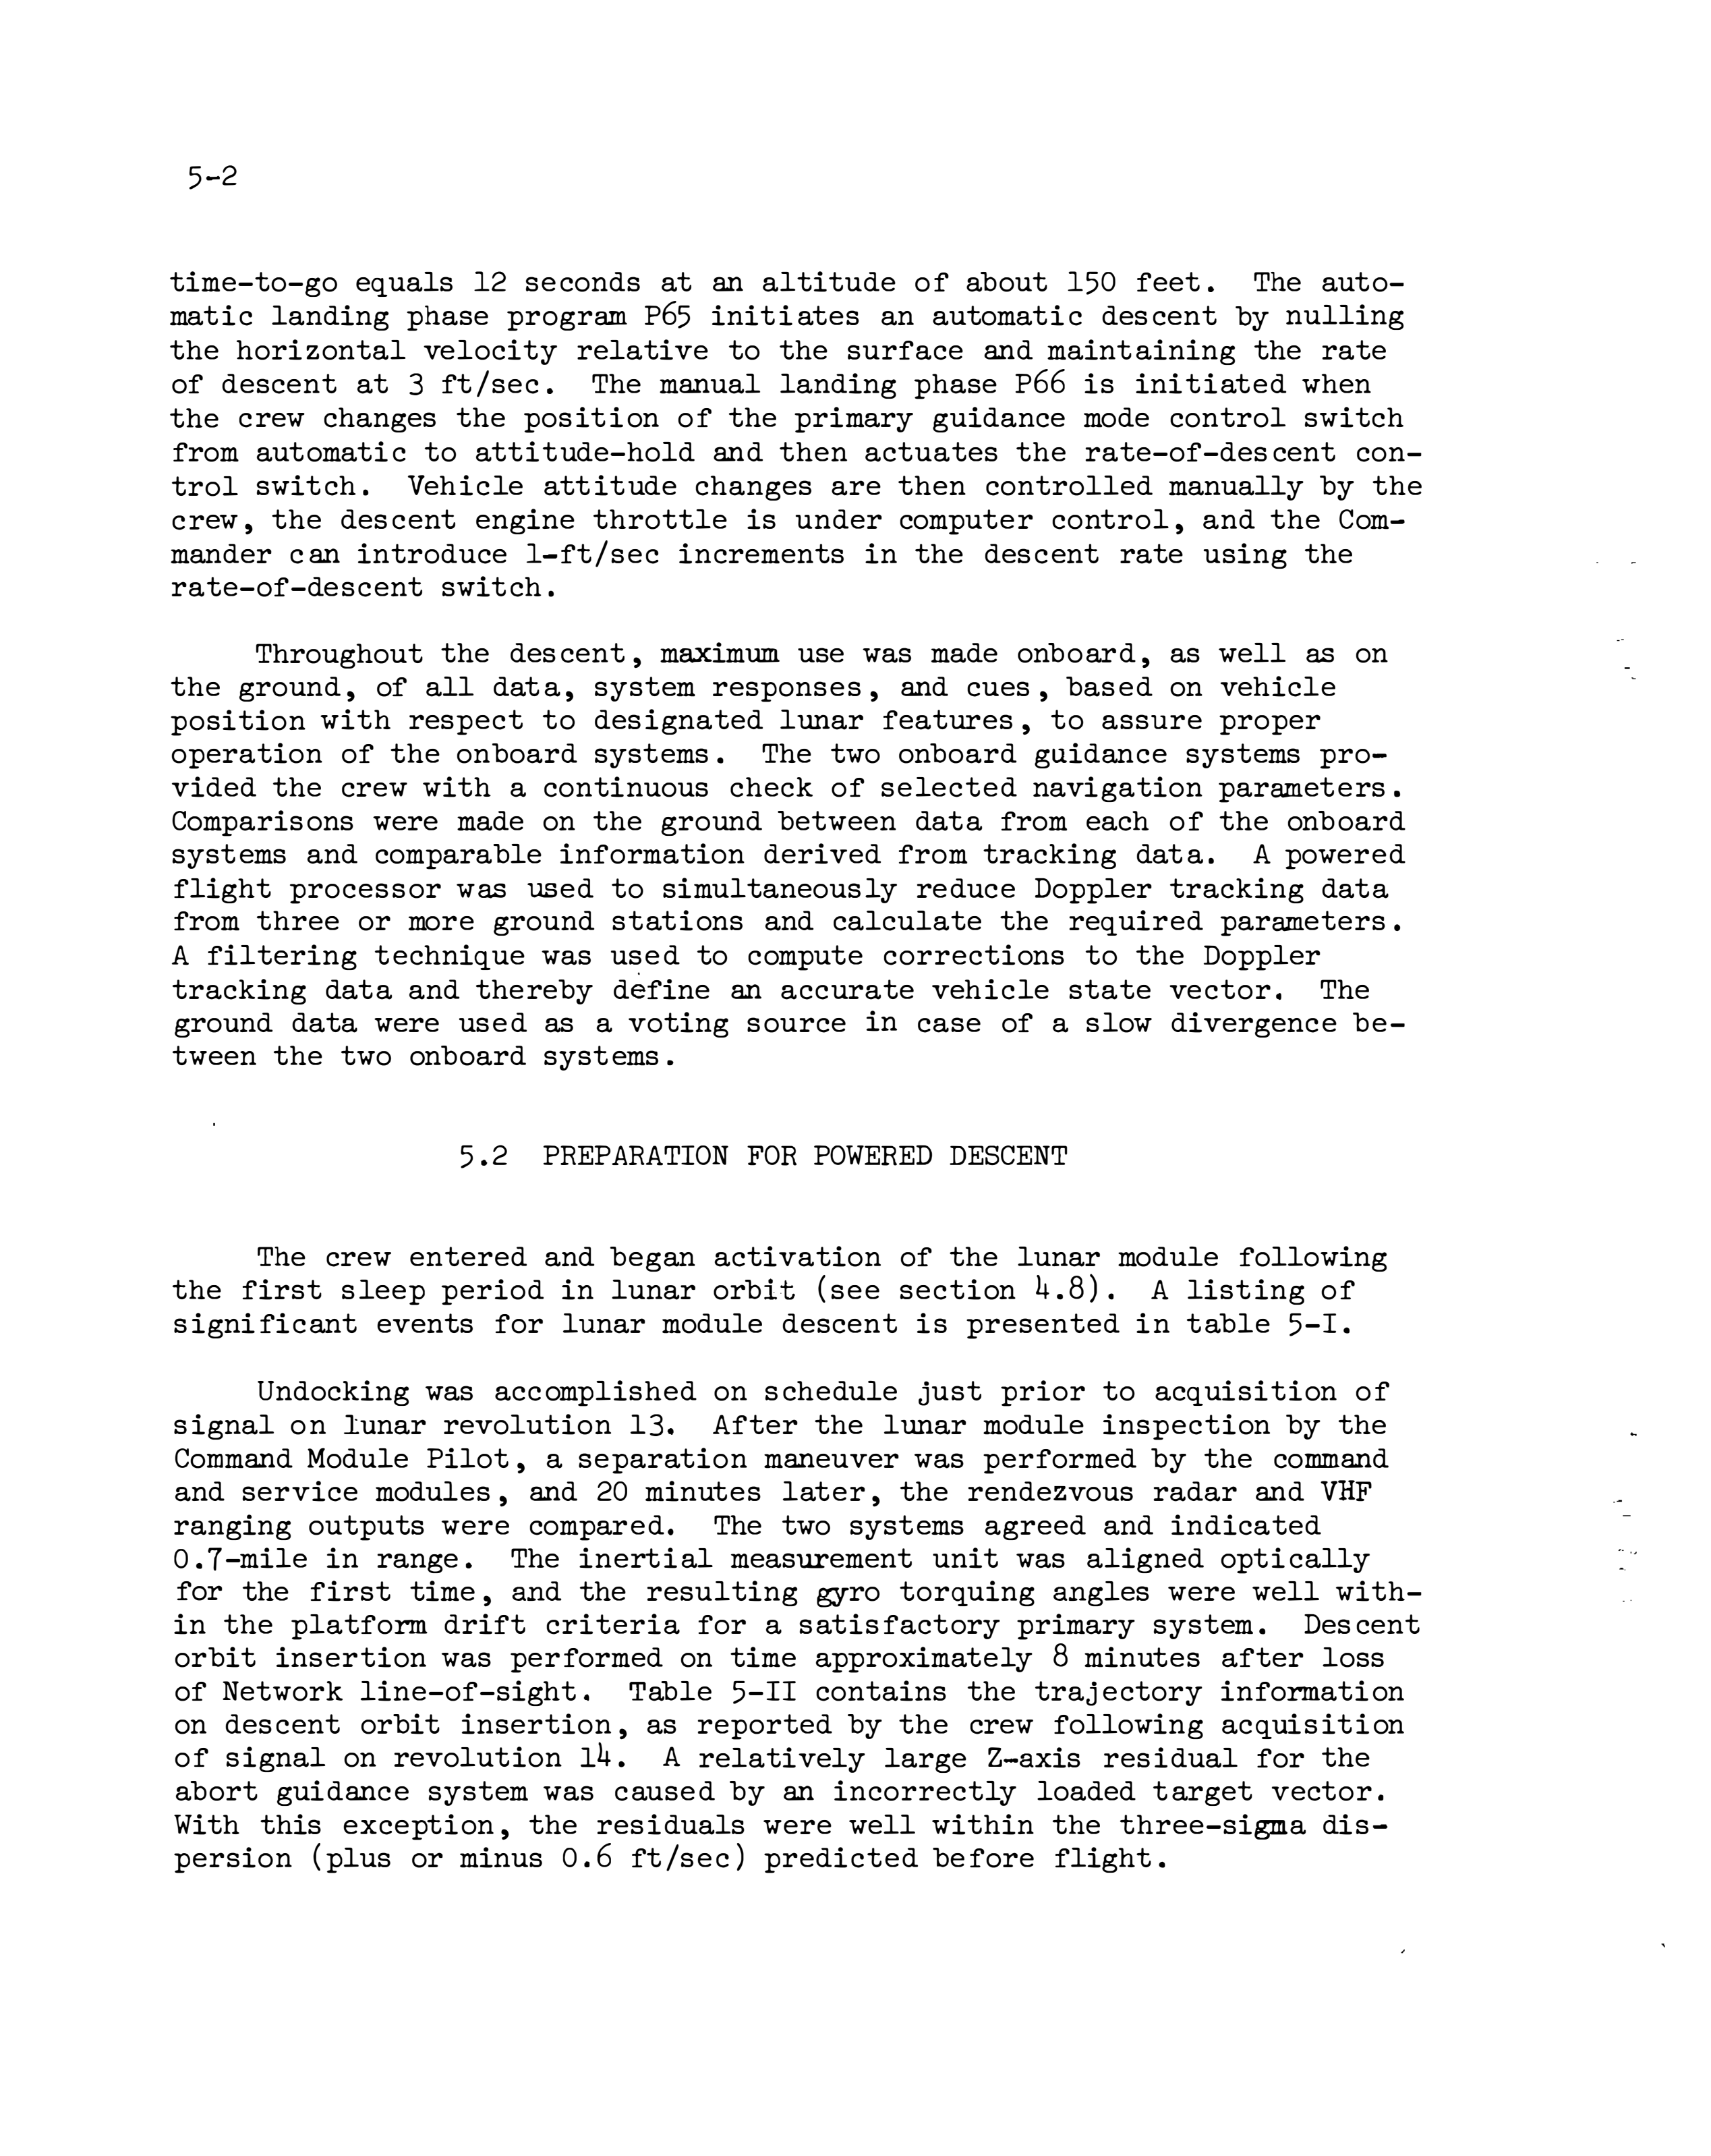 5-2
time-to-go equals 12 seconds at an altitude of about 150 feet. The auto-
matic landing phase program P65 initiates an automatic descent by nulling
the horizontal velocity relative to the surface and maintaining the rate
of descent at 3 ft/sec. The manual landing phase P66 is initiated when
the crew changes the position of the primary guidance mode control switch
from automatic to attitude-hold and then actuates the rate-of-descent con-
trol switch. Vehicle attitude changes are then controlled manually by the
crew, the descent engine throttle is under computer control, and the Com-
mander can introduce 1-ft/sec increments in the descent rate using the
rate-of-descent switch.
Throughout the descent, maximum use was made onboard, as well as on
the ground, of all data, system responses, and cues, based on vehicle
position with respect to designated lunar features, to assure proper
operation of the onboard systems. The two onboard guidance systems pro-
vided the crew with a continuous check of selected navigation parameters.
Comparisons were made on the ground between data from each of the onboard
systems and comparable information derived from tracking data. A powered
flight processor was used to simultaneously reduce Doppler tracking data
from three or more ground stations and calculate the required parameters.
A filtering technique was used to compute corrections to the Doppler
tracking data and thereby define an accurate vehicle state vector. The
ground data were used as a voting source in case of a slow divergence be-
tween the two onboard systems.
5.2 PREPARATION FOR POWERED DESCENT
The crew entered and began activation of the lunar module following
the first sleep period in lunar orbit (see section 4.8). A listing of
significant events for lunar module descent is presented in table 5-I.
Undocking was accomplished on schedule just prior to acquisition of
signal on lunar revolution 13. After the lunar module inspection by the
Command Module Pilot, a separation maneuver was performed by the command
and service modules, and 20 minutes later, the rendezvous radar and VHF
ranging outputs were compared. The two systems agreed and indicated
0.7-mile in range. The inertial measurement unit was aligned optically
for the first time, and the resulting gyro torquing angles were well with-
in the platform drift criteria for a satisfactory primary system. Descent
orbit insertion was performed on time approximately 8 minutes after loss
of Network line-of-sight. Table 5-II contains the trajectory information
on descent orbit insertion, as reported by the crew following acquisition
of signal on revolution 14. A relatively large Z-axis residual for the
abort guidance system was caused by an incorrectly loaded target vector.
With this exception, the residuals were well within the three-sigma dis-
persion (plus or minus 0.6 ft/sec) predicted before flight.